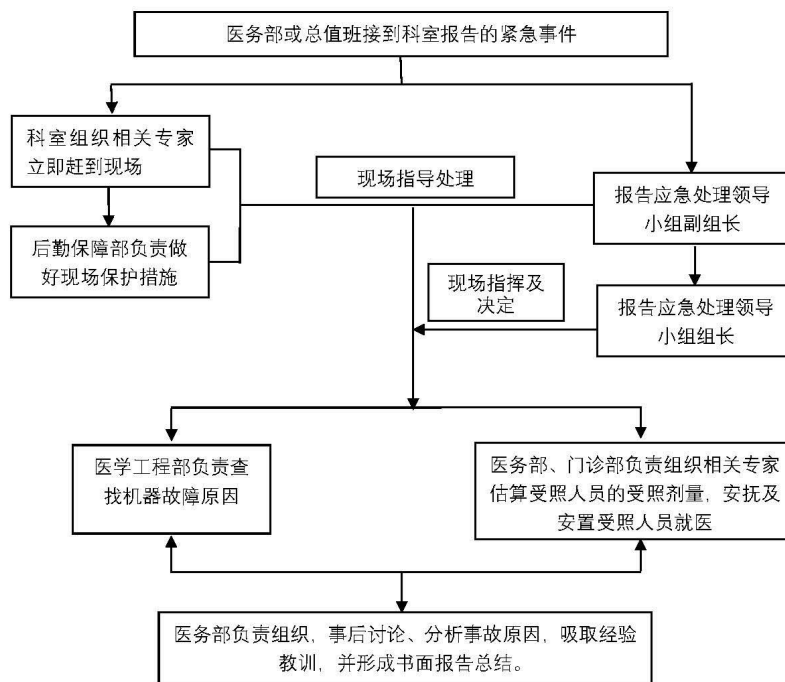 医务部或总值班接到科室报告的紧急事件
科室组织相关专家
立即赶到现场
现场指导处理
报告应急处理领导
小组副组长
后勤保障部负责做
好现场保护措施
现场指挥及
决定
报告应急处理领导
小组组长
医学工程部负责查
找机器故障原因
医务部、门诊部负责组织相关专家
估算受照人员的受照剂量，安抚及
安置受照人员就医
医务部负责组织，事后讨论、分析事故原因，吸取经验
教训，并形成书面报告总结。